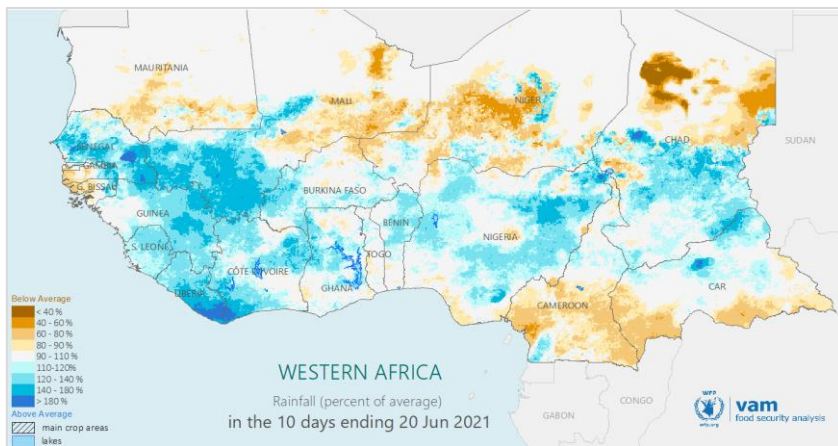 MAURITANIA
MALI
NIGER
CHAD
SUDAN
SENEGAL
GAMBIA
G. BISSAU
BURKINA FASO
GUINEA
BENIN
NIGERIA
S. LEONE
CÔTE D'IVOIRE
TOGO
GHANA
LIBERIA
CAMEROON
CAR
GABON
CONGO
Below Average
< 40 %
40 - 60 %
60 - 80 %
80 - 90 %
90 - 110 %
110-120%
120 - 140 %
140 - 180 %
> 180 %
Above Average
main crop areas
lakes
WESTERN AFRICA
Rainfall (percent of average)
in the 10 days ending 20 Jun 2021
WFP
wfp.org
vam
food security analysis